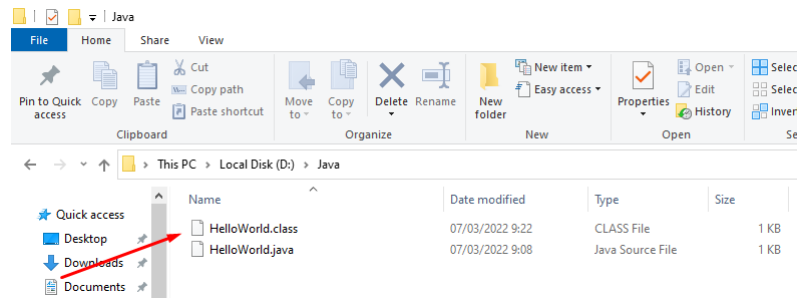 Java
File Home Share View
Pin to Quick access
Copy
Paste
Cut
Copy path
Paste shortcut
Clipboard
Move to
Copy to
Delete
Rename
Organize
New folder
New item
Easy access
New
Properties
Open
Edit
History
Open
This PC > Local Disk (D:) > Java
Quick access
Desktop
Downloads
Documents
Name Date modified Type Size
HelloWorld.class 07/03/2022 9:22 CLASS File 1 KB
HelloWorld.java 07/03/2022 9:08 Java Source File 1 KB